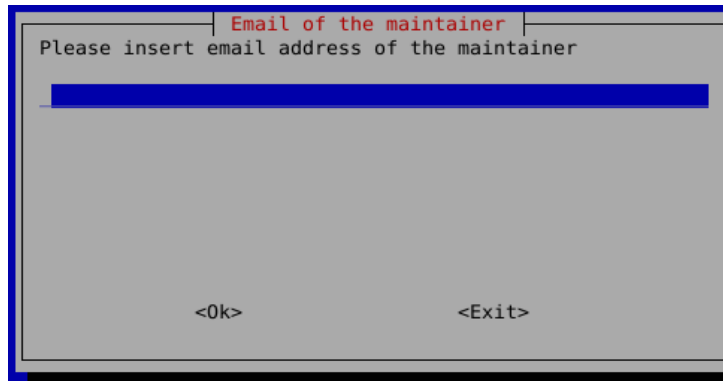 Email of the maintainer
Please insert email address of the maintainer
<Ok> <Exit>